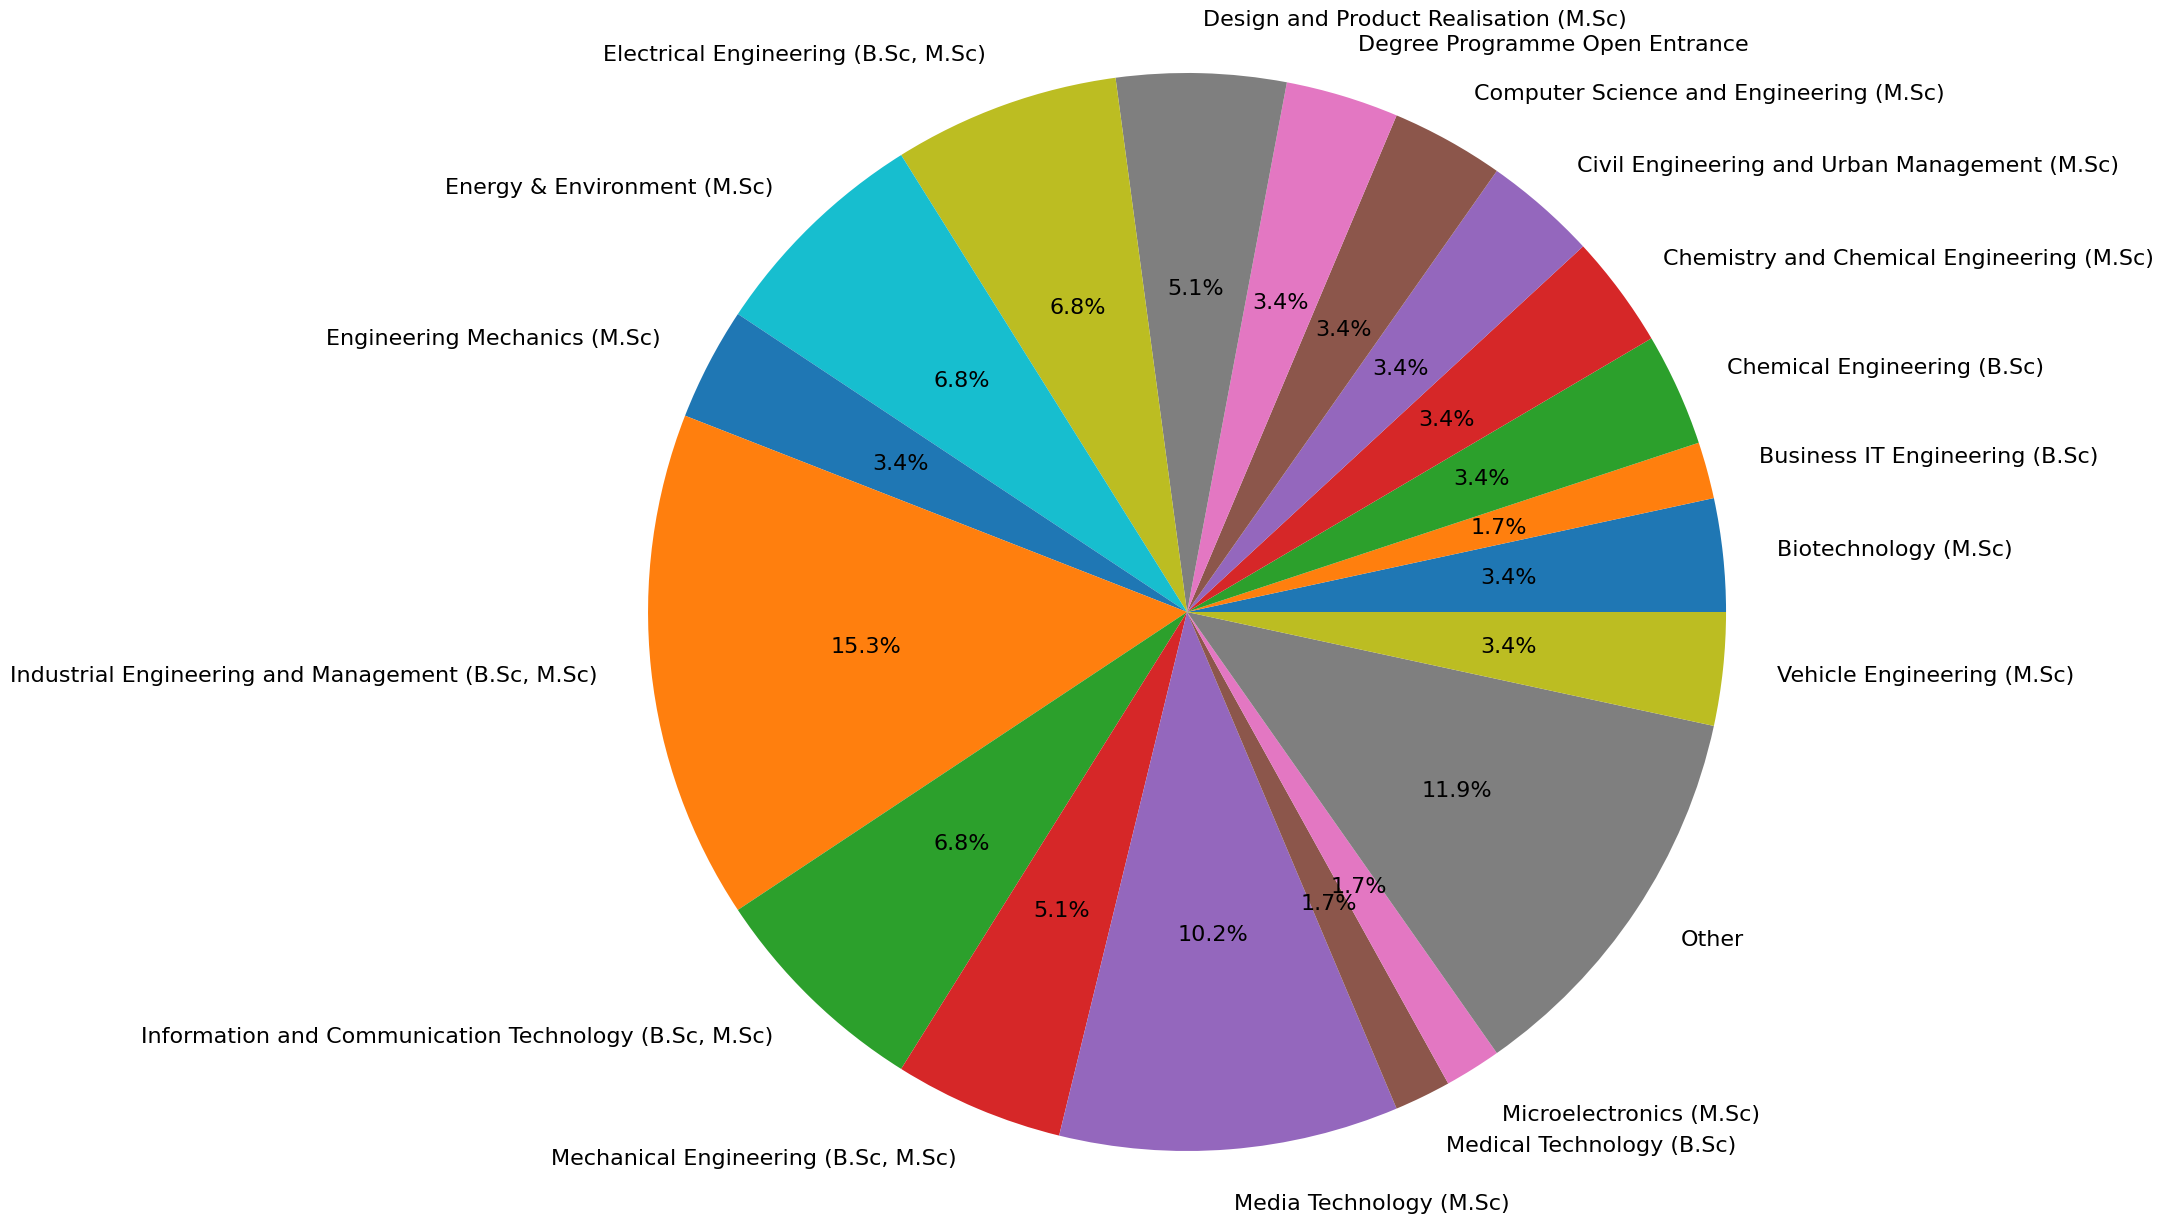 Design and Product Realisation (M.Sc)
Degree Programme Open Entrance
Electrical Engineering (B.Sc, M.Sc)
Computer Science and Engineering (M.Sc)
Civil Engineering and Urban Management (M.Sc)
Energy & Environment (M.Sc)
Chemistry and Chemical Engineering (M.Sc)
5.1%
3.4%
6.8%
3.4%
Engineering Mechanics (M.Sc)
3.4%
Chemical Engineering (B.Sc)
6.8%
3.4%
Business IT Engineering (B.Sc)
3.4%
3.4%
1.7%
Biotechnology (M.Sc)
3.4%
15.3%
3.4%
Industrial Engineering and Management (B.Sc, M.Sc)
Vehicle Engineering (M.Sc)
11.9%
6.8%
1.7%
1.7%
5.1%
10.2%
Other
Information and Communication Technology (B.Sc, M.Sc)
Microelectronics (M.Sc)
Medical Technology (B.Sc)
Mechanical Engineering (B.Sc, M.Sc)
Media Technology (M.Sc)